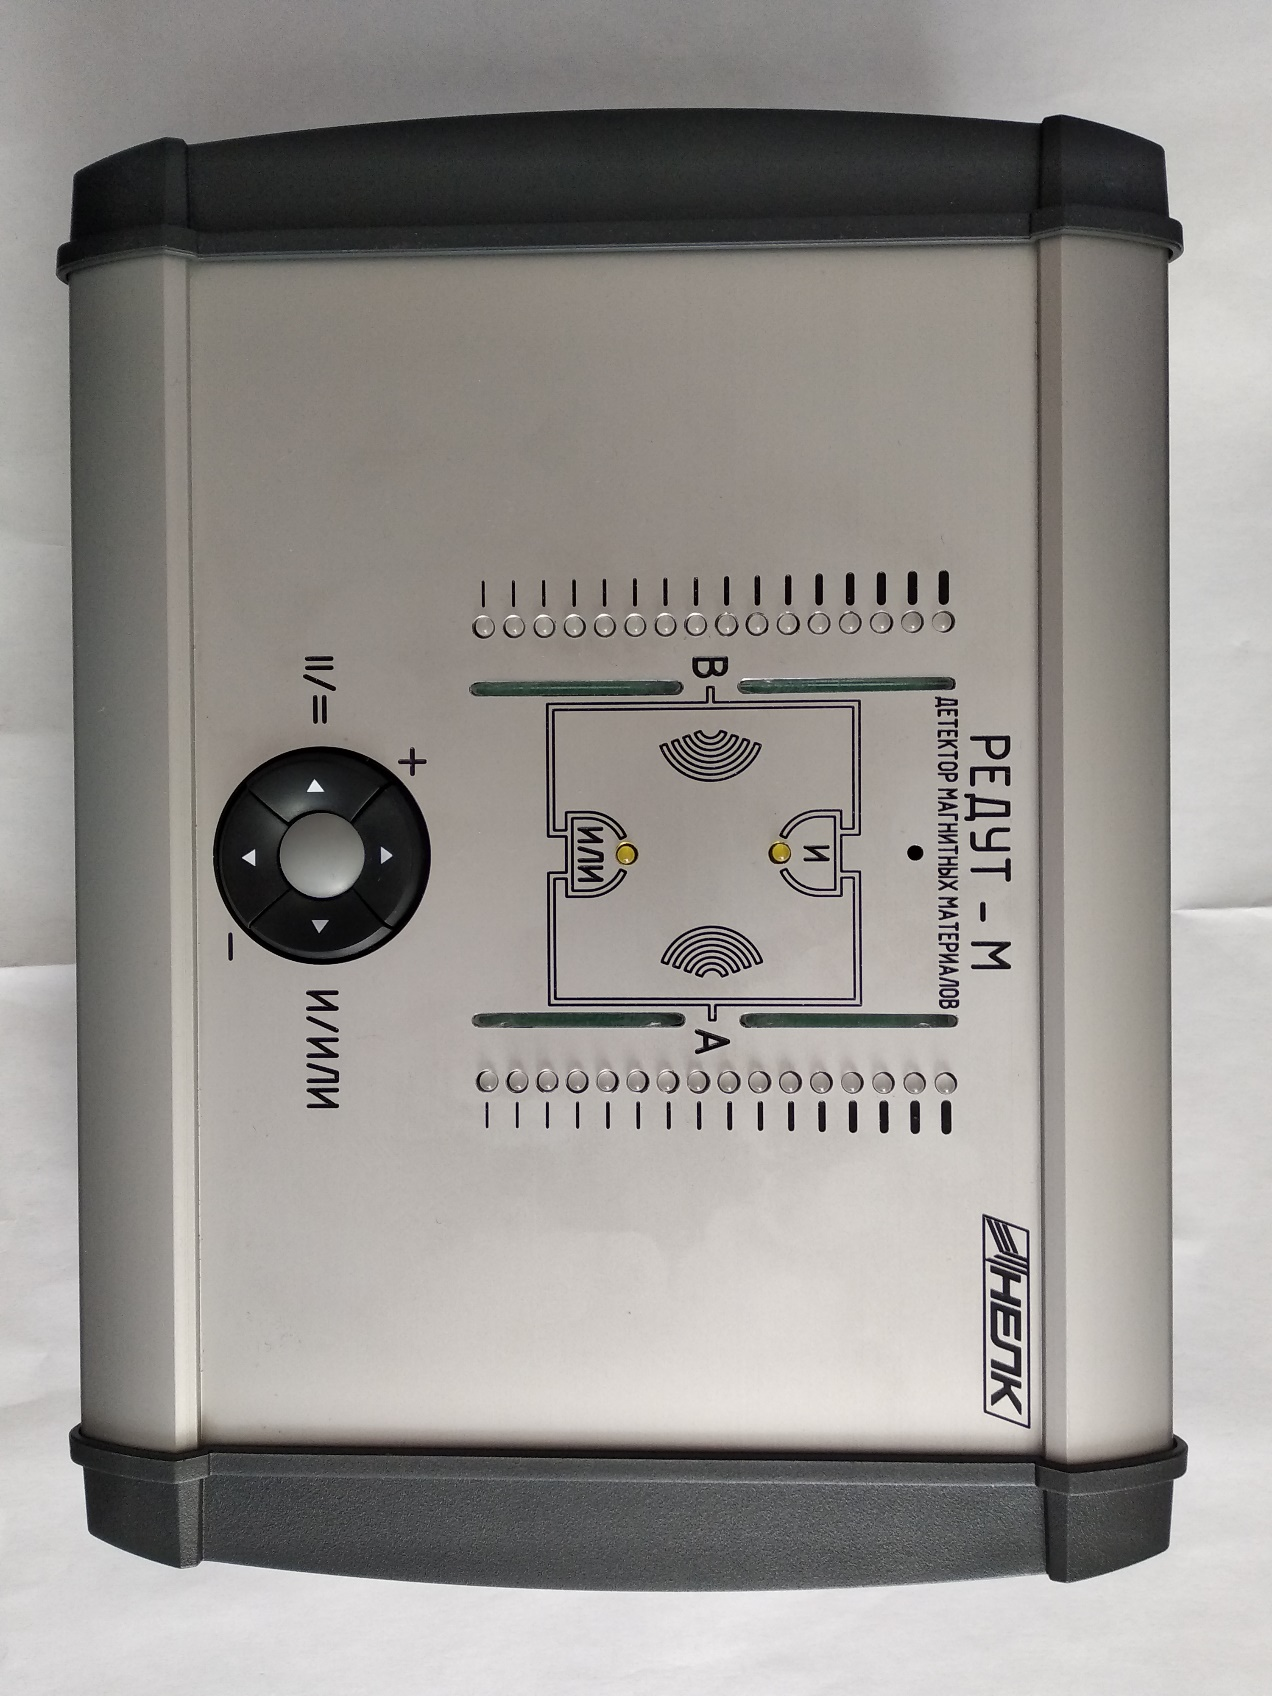 РЕДУТ - М
ДЕТЕКТОР МАГНИТНЫХ МАТЕРИАЛОВ
НЕЛК
И
B
A
ИЛИ
+
II/=
И/ИЛИ
-